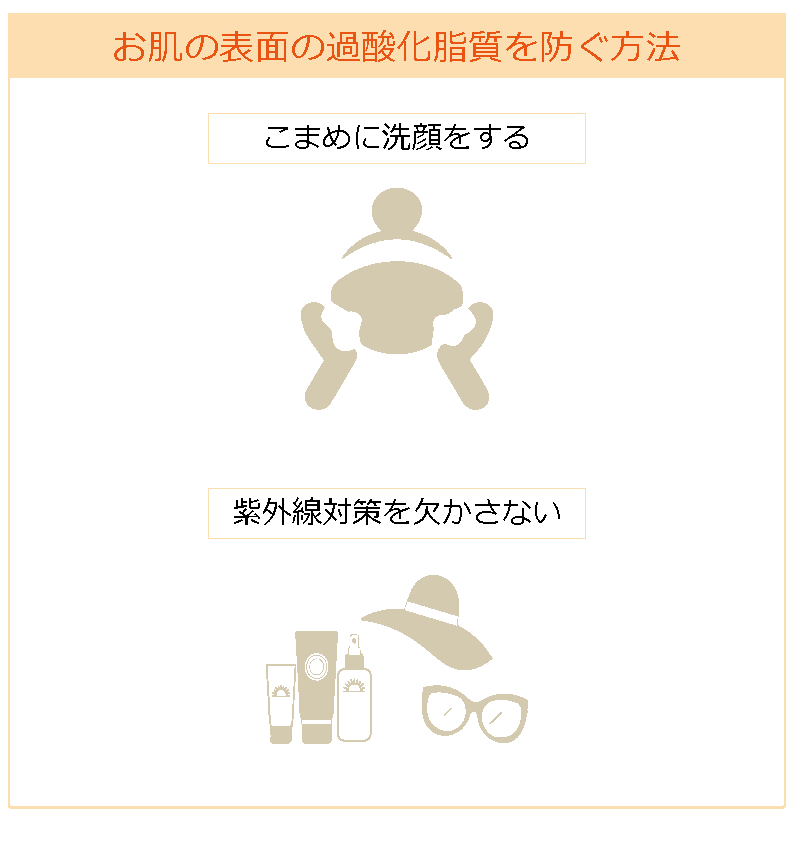 お肌の表面の過酸化脂質を防ぐ方法
こまめに洗顔をする
紫外線対策を欠かさない